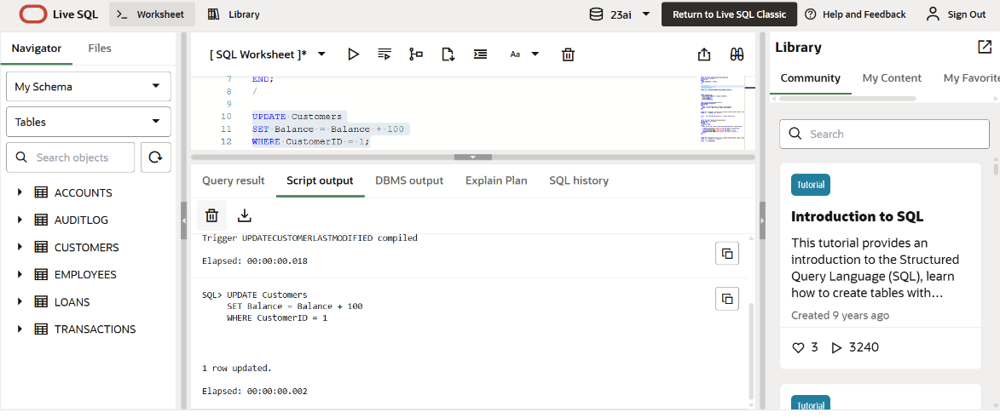 Live SQL
Worksheet
Library
23ai
Return to Live SQL Classic
Help and Feedback
Sign Out
Navigator
Files
My Schema
Tables
Search objects
ACCOUNTS
AUDITLOG
CUSTOMERS
EMPLOYEES
LOANS
TRANSACTIONS
[ SQL Worksheet ]*
Aa
7 END;
8 /
9
10 UPDATE Customers
11 SET Balance = Balance + 100
12 WHERE CustomerID = 1;
Query result
Script output
DBMS output
Explain Plan
SQL history
Trigger UPDATECUSTOMERLASTMODIFIED compiled
Elapsed: 00:00:00.018
SQL> UPDATE Customers
SET Balance = Balance + 100
WHERE CustomerID = 1
1 row updated.
Elapsed: 00:00:00.002
Library
Community
My Content
My Favorite
Search
Tutorial
Introduction to SQL
This tutorial provides an
introduction to the Structured
Query Language (SQL), learn
how to create tables with...
Created 9 years ago
3
3240
Tutorial